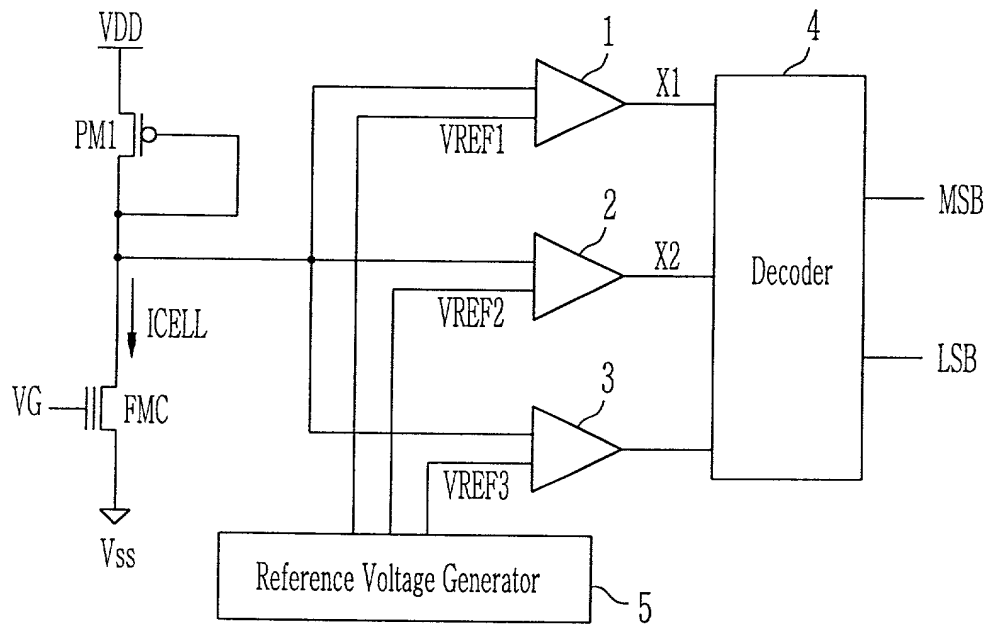 VDD
1
4
X1
PM1
VREF1
MSB
2
X2
Decoder
VREF2
ICELL
LSB
VG
FMC
3
VREF3
Vss
Reference Voltage Generator
5